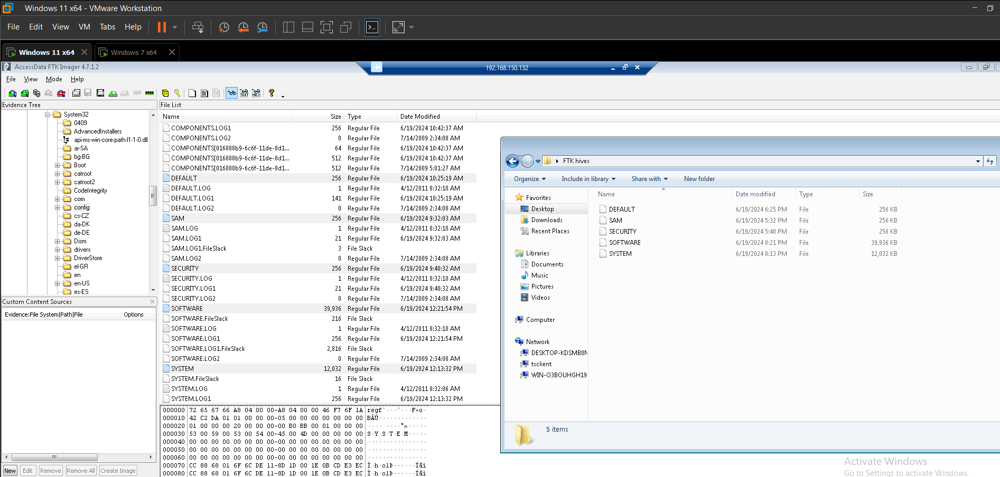 Windows 11 x64 - VMware Workstation
File Edit View VM Tabs Help
Windows 11 x64 Windows 7 x64
AccessData FTK Imager 4.7.1.2
192.168.150.132
File View Mode Help
Evidence Tree
System32
0409
AdvancedInstallers
api-ms-win-core-path-l1-1-0.dll
ar-SA
bg-BG
Boot
catroot
catroot2
CodeIntegrity
com
config
cs-CZ
da-DK
de-DE
Dism
drivers
DriverStore
el-GR
en
en-US
es-ES
Custom Content Sources
Evidence:File System|Path|File Options
New Edit Remove Remove All Create Image
File List
Name Size Type Date Modified
COMPONENTS.LOG1 256 Regular File 6/19/2024 10:42:37 AM
COMPONENTS.LOG2 0 Regular File 7/14/2009 2:34:08 AM
COMPONENTS{016888b9-6c6f-11de-8d1... 64 Regular File 6/19/2024 10:42:37 AM
COMPONENTS{016888b9-6c6f-11de-8d1... 512 Regular File 6/19/2024 10:42:37 AM
COMPONENTS{016888b9-6c6f-11de-8d1... 512 Regular File 7/14/2009 5:01:27 AM
DEFAULT 256 Regular File 6/19/2024 10:25:19 AM
DEFAULT.LOG 1 Regular File 4/12/2011 8:32:10 AM
DEFAULT.LOG1 141 Regular File 6/19/2024 10:25:19 AM
DEFAULT.LOG2 0 Regular File 7/14/2009 2:34:08 AM
SAM 256 Regular File 6/19/2024 9:32:03 AM
SAM.LOG 1 Regular File 4/12/2011 8:32:10 AM
SAM.LOG1 21 Regular File 6/19/2024 9:32:03 AM
SAM.LOG1.FileSlack 3 File Slack
SAM.LOG2 0 Regular File 7/14/2009 2:34:08 AM
SECURITY 256 Regular File 6/19/2024 9:40:32 AM
SECURITY.LOG 1 Regular File 4/12/2011 8:32:10 AM
SECURITY.LOG1 21 Regular File 6/19/2024 9:40:32 AM
SECURITY.LOG2 0 Regular File 7/14/2009 2:34:08 AM
SOFTWARE 39,936 Regular File 6/19/2024 12:21:54 PM
SOFTWARE.FileSlack 216 File Slack
SOFTWARE.LOG 1 Regular File 4/12/2011 8:32:10 AM
SOFTWARE.LOG1 256 Regular File 6/19/2024 12:21:54 PM
SOFTWARE.LOG1.FileSlack 2,816 File Slack
SOFTWARE.LOG2 0 Regular File 7/14/2009 2:34:08 AM
SYSTEM 12,032 Regular File 6/19/2024 12:13:32 PM
SYSTEM.FileSlack 16 File Slack
SYSTEM.LOG 1 Regular File 4/12/2011 8:32:06 AM
SYSTEM.LOG1 256 Regular File 6/19/2024 12:13:32 PM
000000 72 65 67 66 A8 04 00 00-A8 04 00 00 46 F7 6F 1A regf¨···¨···F÷o·
000010 42 C2 DA 01 01 00 00 00-05 00 00 00 00 00 00 00 BÂÚ·············
000020 01 00 00 00 20 00 00 00-00 B0 BB 00 01 00 00 00 ···· ····°»·····
000030 53 00 59 00 53 00 54 00-45 00 4D 00 00 00 00 00 S·Y·S·T·E·M·····
000040 00 00 00 00 00 00 00 00-00 00 00 00 00 00 00 00 ················
000050 00 00 00 00 00 00 00 00-00 00 00 00 00 00 00 00 ················
000060 00 00 00 00 00 00 00 00-00 00 00 00 00 00 00 00 ················
000070 CC 88 68 01 6F 6C DE 11-8D 1D 00 1E 0B CD E3 EC Ì·h·olÞ······Íãì
000080 CC 88 68 01 6F 6C DE 11-8D 1D 00 1E 0B CD E3 EC Ì·h·olÞ······Íãì
FTK hives
Organize Include in library Share with New folder
Favorites
Desktop
Downloads
Recent Places
Libraries
Documents
Music
Pictures
Videos
Computer
Network
DESKTOP-KDSMB0N
tsclient
WIN-O3BOUHGH19
Name Date modified Type Size
DEFAULT 6/19/2024 6:25 PM File 256 KB
SAM 6/19/2024 5:32 PM File 256 KB
SECURITY 6/19/2024 5:40 PM File 256 KB
SOFTWARE 6/19/2024 8:21 PM File 39,936 KB
SYSTEM 6/19/2024 8:13 PM File 12,032 KB
5 items
Activate Windows
Go to Settings to activate Windows.